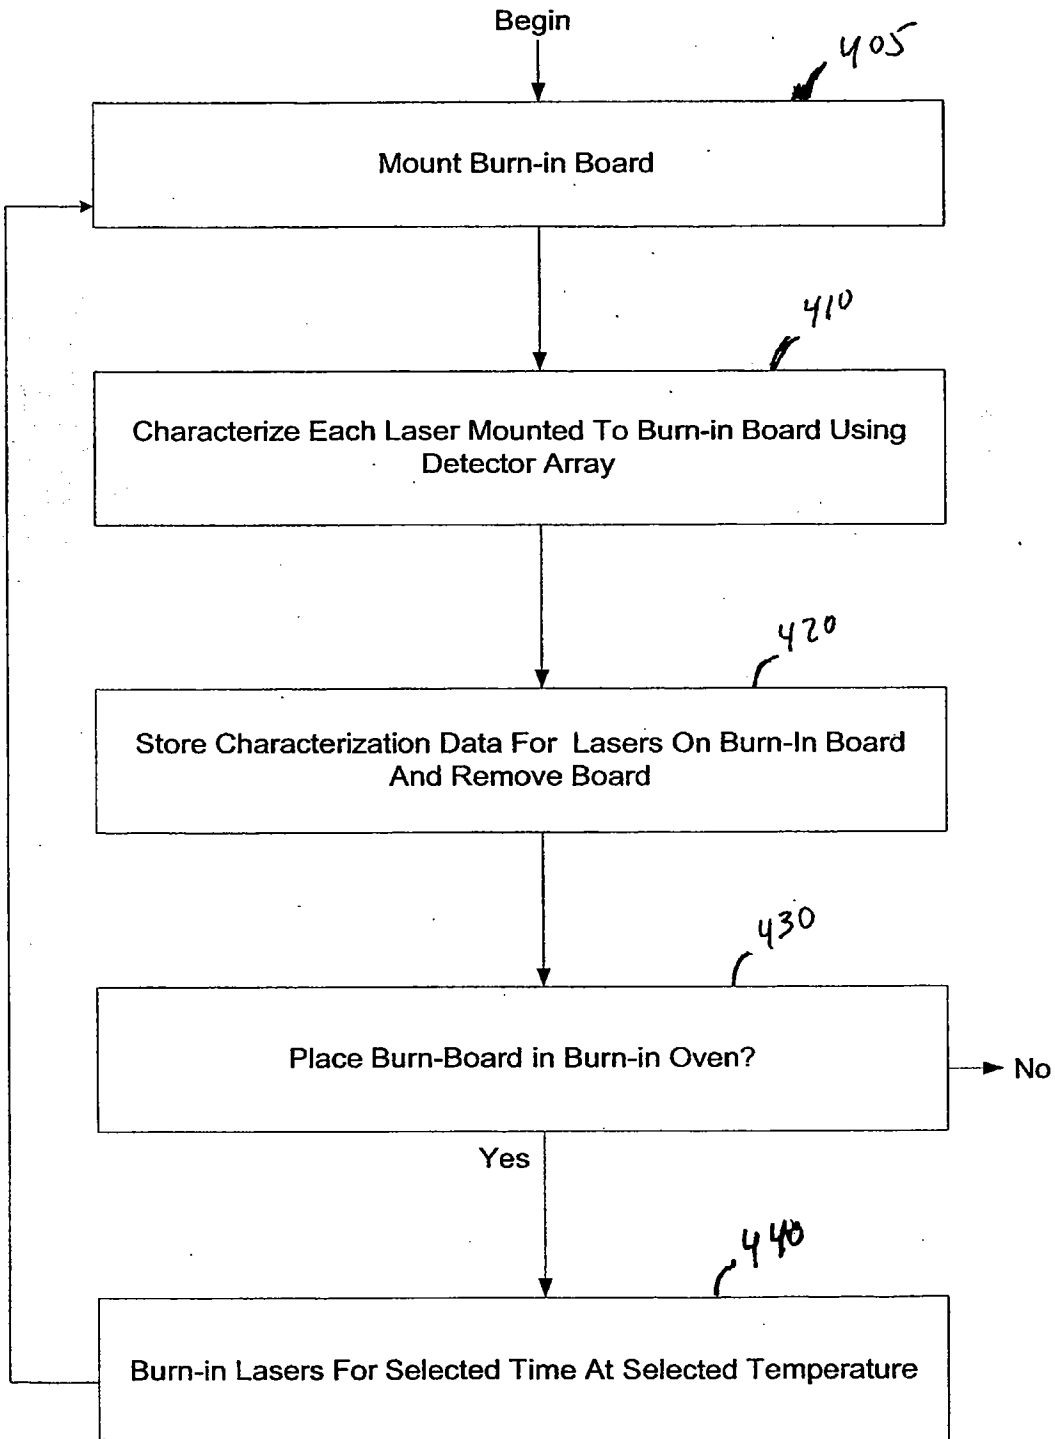 Begin
405
Mount Burn-in Board
410
Characterize Each Laser Mounted To Burn-in Board Using
Detector Array
420
Store Characterization Data For Lasers On Burn-In Board
And Remove Board
430
Place Burn-Board in Burn-in Oven?
No
Yes
440
Burn-in Lasers For Selected Time At Selected Temperature